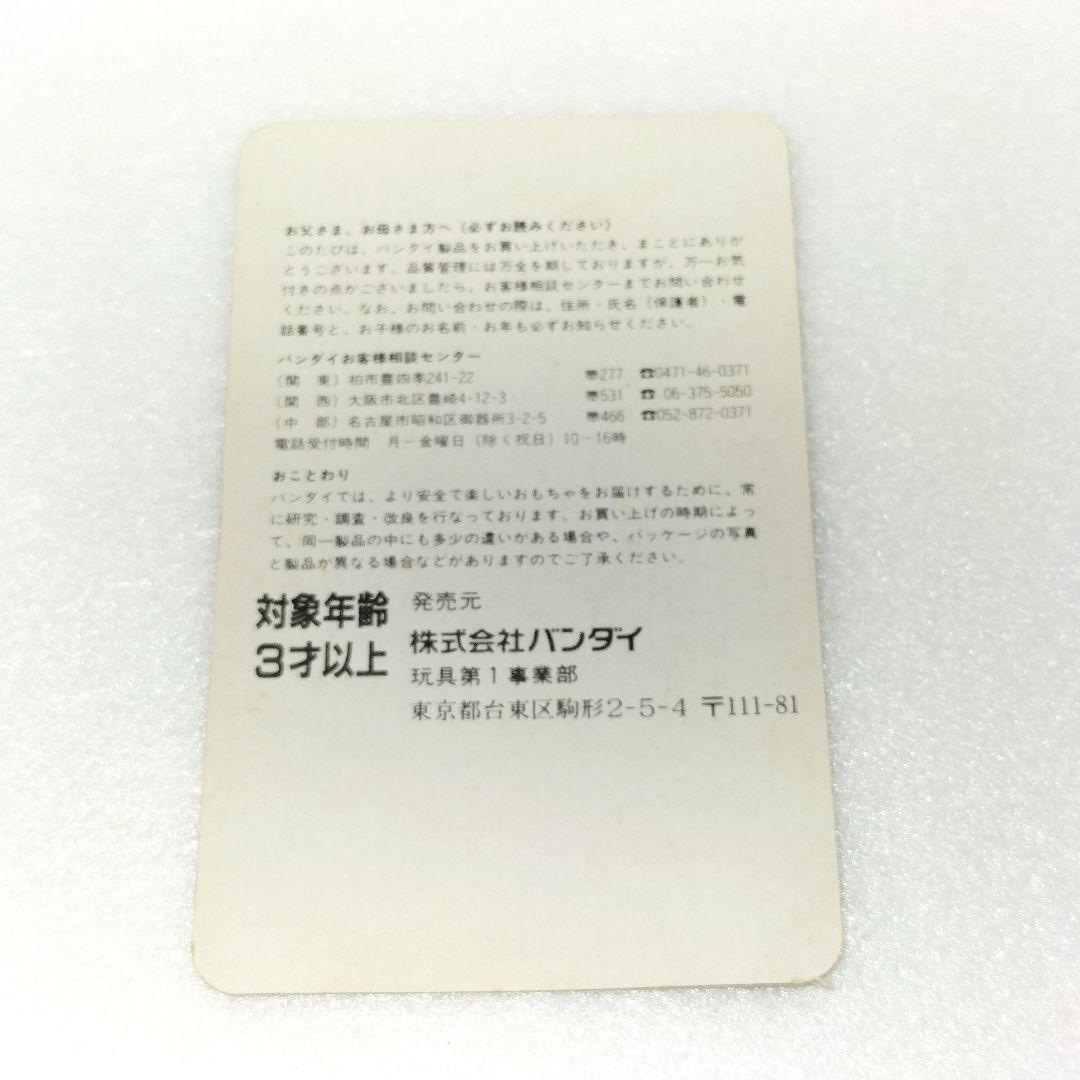 お父さま、お母さま方へ（必ずお読みください）
このたびは、バンダイ製品をお買い上げいただき、まことにありが
とうございます。品質管理には万全を期しておりますが、万一お気
付きの点がございましたら、お客様相談センターまでお問い合わせ
ください。なお、お問い合わせの際は、住所・氏名（保護者）・電
話番号と、お子様のお名前・お年も必ずお知らせください。
バンダイお客様相談センター
（関　東）柏市豊四季241-22　〠277　☎0471-46-0371
（関　西）大阪市北区豊崎4-12-3　〠531　☎ 06-375-5050
（中　部）名古屋市昭和区御器所3-2-5　〠466　☎052-872-0371
電話受付時間　月－金曜日（除く祝日）10－16時
おことわり
バンダイでは、より安全で楽しいおもちゃをお届けするために、常
に研究・調査・改良を行なっております。お買い上げの時期によっ
て、同一製品の中にも多少の違いがある場合や、パッケージの写真
と製品が異なる場合などがありますのでご了承ください。
対象年齢
3才以上
発売元
株式会社バンダイ
玩具第1事業部
東京都台東区駒形2-5-4 〒111-81